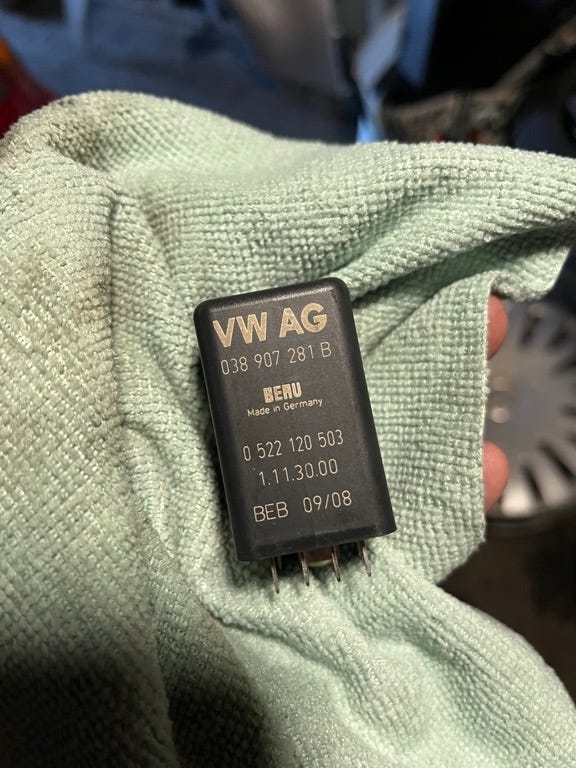 VW AG
038 907 281 B
BERU
Made in Germany
0 522 120 503
1.11.30.00
BEB 09/08